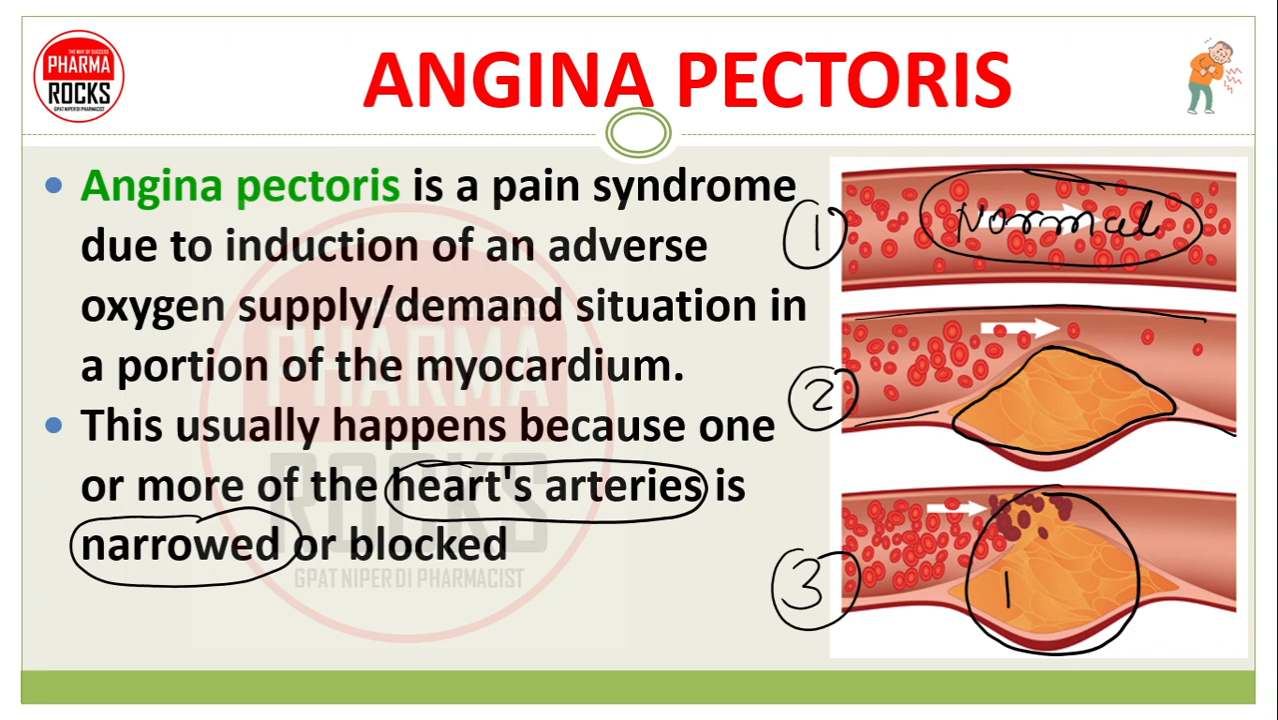 THE WAY OF SUCCESS
PHARMA
ROCKS
GPAT NIPER DI PHARMACIST
ANGINA PECTORIS
• Angina pectoris is a pain syndrome
due to induction of an adverse
oxygen supply/demand situation in
a portion of the myocardium.
• This usually happens because one
or more of the heart's arteries is
narrowed or blocked
PHARMA
ROCKS
GPAT NIPER DI PHARMACIST
1
Normal
2
3
1